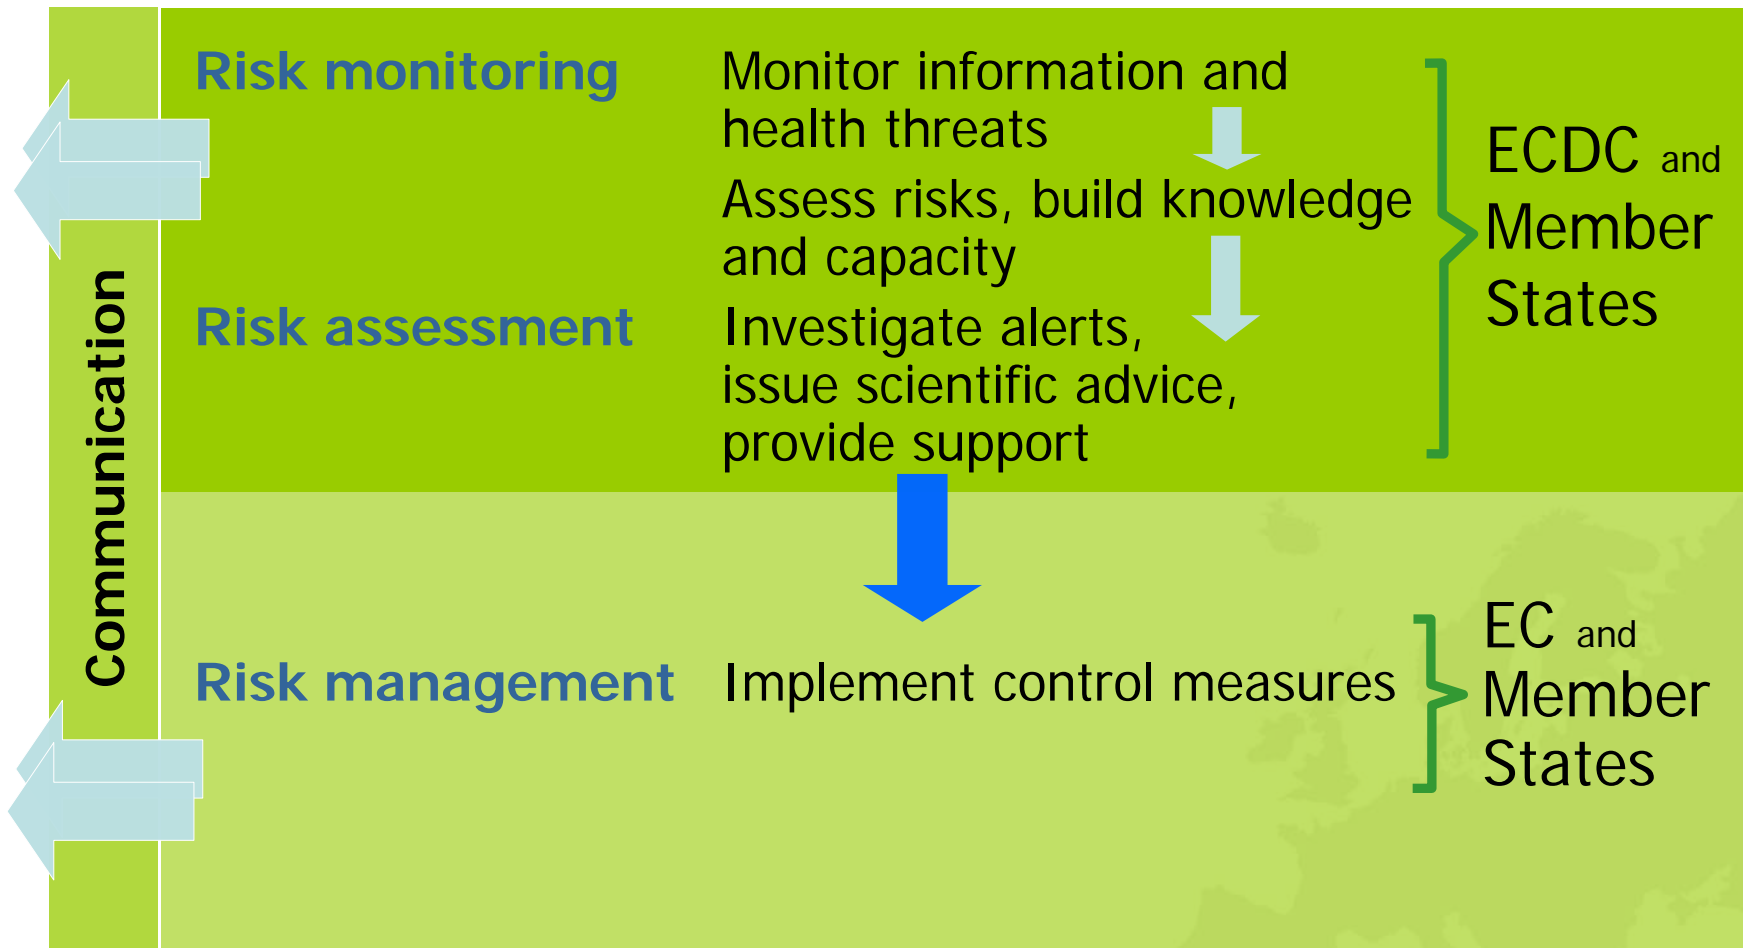 Communication
Risk monitoring
Monitor information and
health threats
Assess risks, build knowledge
and capacity
Risk assessment
Investigate alerts,
issue scientific advice,
provide support
ECDC and
Member
States
Risk management
Implement control measures
EC and
Member
States